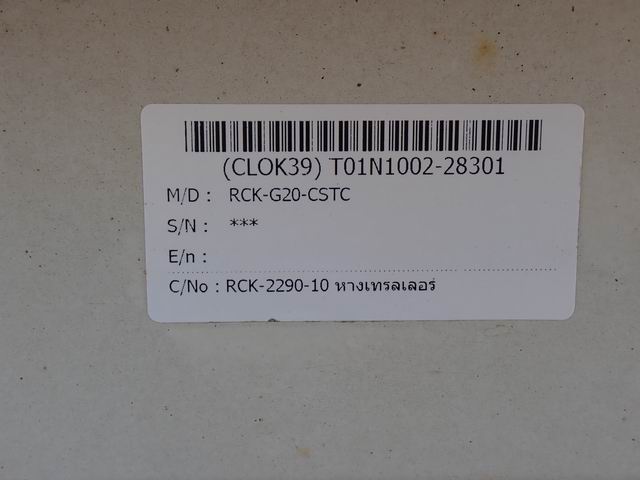 (CLOK39) T01N1002-28301
M/D : RCK-G20-CSTC
S/N : ***
E/n :
C/No : RCK-2290-10 หางเทรลเลอร์